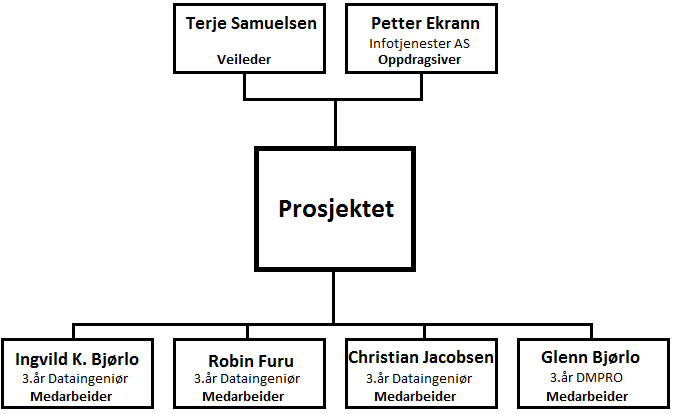 Terje Samuelsen
Veileder
Petter Ekrann
Infotjenester AS
Oppdragsiver
Prosjektet
Ingvild K. Bjørlo
3.år Dataingeniør
Medarbeider
Robin Furu
3.år Dataingeniør
Medarbeider
Christian Jacobsen
3.år Dataingeniør
Medarbeider
Glenn Bjørlo
3.år DMPRO
Medarbeider